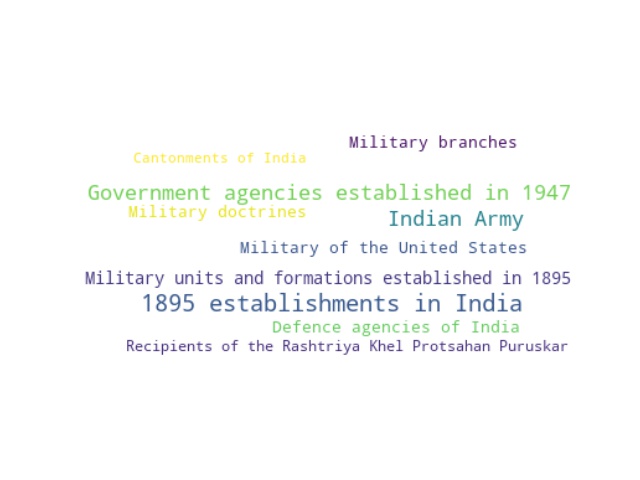 Military branches
Cantonments of India
Government agencies established in 1947
Military doctrines
Indian Army
Military of the United States
Military units and formations established in 1895
1895 establishments in India
Defence agencies of India
Recipients of the Rashtriya Khel Protsahan Puruskar